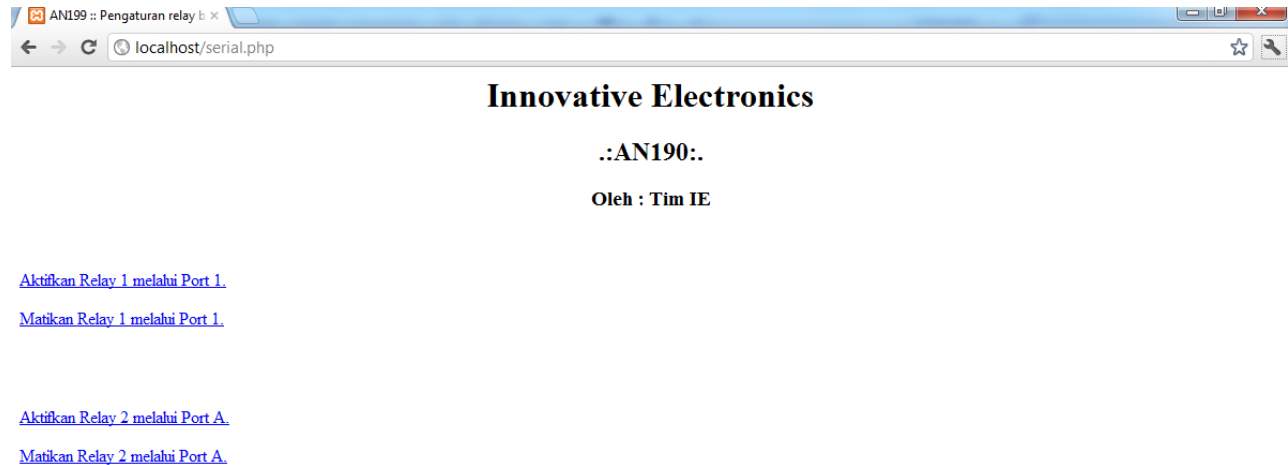 AN199 :: Pengaturan relay b
localhost/serial.php
Innovative Electronics
.:AN190:.
Oleh : Tim IE
Aktifkan Relay 1 melalui Port 1.
Matikan Relay 1 melalui Port 1.
Aktifkan Relay 2 melalui Port A.
Matikan Relay 2 melalui Port A.